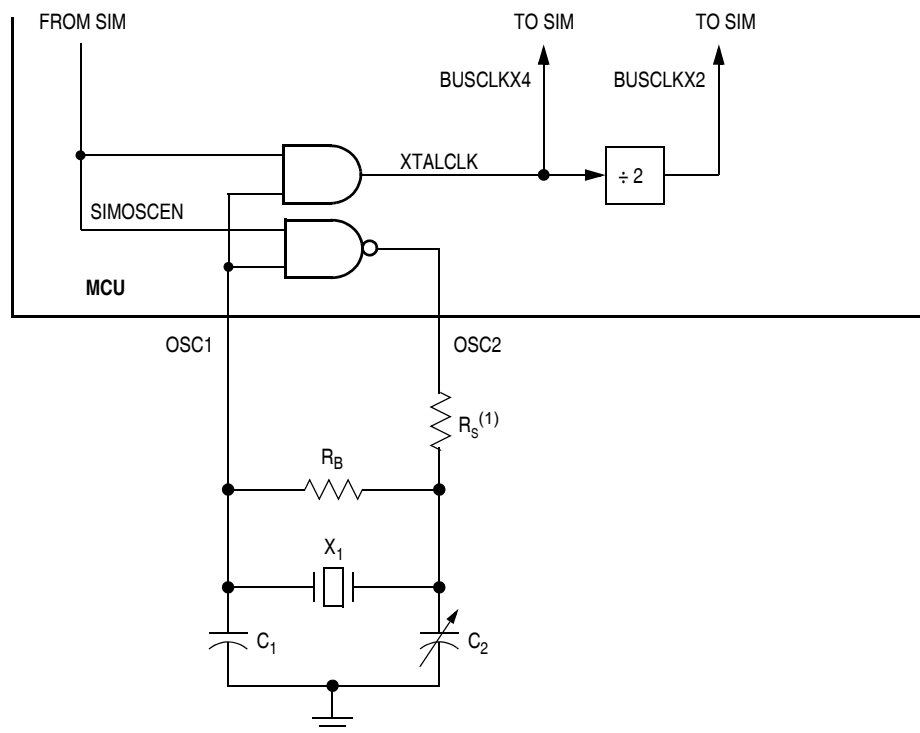 FROM SIM
TO SIM
TO SIM
BUSCLKX4
BUSCLKX2
XTALCLK
÷ 2
SIMOSCEN
MCU
OSC1
OSC2
RS(1)
RB
X1
C1
C2